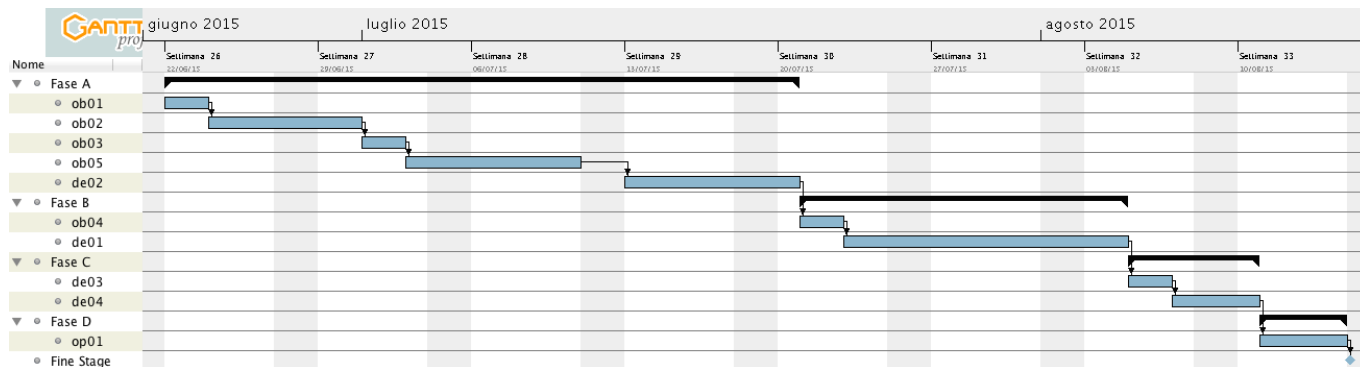 GANTT
proj
giugno 2015
luglio 2015
agosto 2015
Settimana 26
Settimana 27
Settimana 28
Settimana 29
Settimana 30
Settimana 31
Settimana 32
Settimana 33
Nome
22/06/15
29/06/15
06/07/15
13/07/15
20/07/15
27/07/15
03/08/15
10/08/15
Fase A
ob01
ob02
ob03
ob05
de02
Fase B
ob04
de01
Fase C
de03
de04
Fase D
op01
Fine Stage